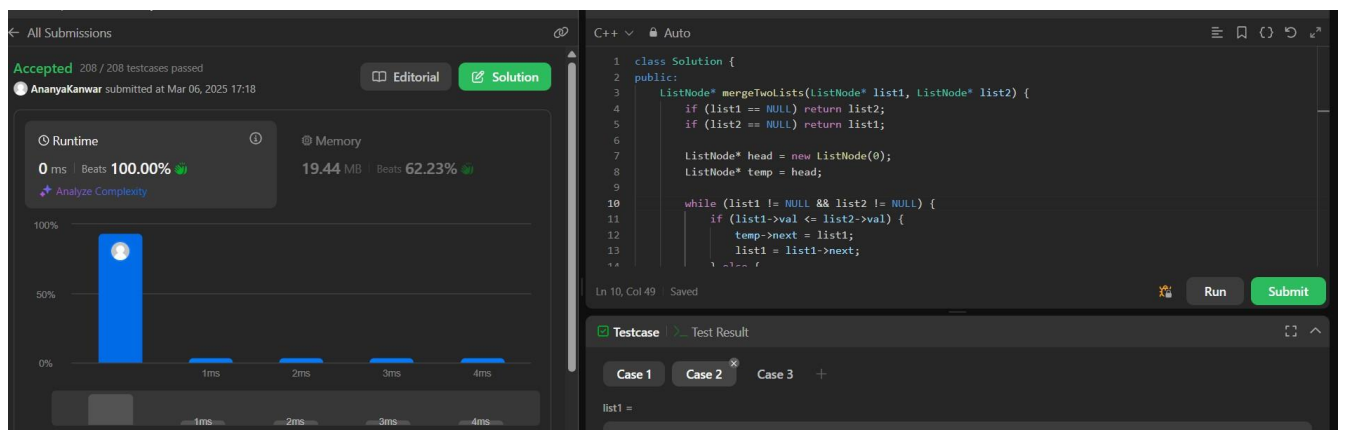 ← All Submissions
Accepted 208 / 208 testcases passed
AnanyaKanwar submitted at Mar 06, 2025 17:18
Editorial
Solution
Runtime
0 ms | Beats 100.00%
Analyze Complexity
Memory
19.44 MB | Beats 62.23%
100%
50%
0%
1ms 2ms 3ms 4ms
1ms 2ms 3ms 4ms
C++ Auto
1 class Solution {
2 public:
3 ListNode* mergeTwoLists(ListNode* list1, ListNode* list2) {
4 if (list1 == NULL) return list2;
5 if (list2 == NULL) return list1;
6
7 ListNode* head = new ListNode(0);
8 ListNode* temp = head;
9
10 while (list1 != NULL && list2 != NULL) {
11 if (list1->val <= list2->val) {
12 temp->next = list1;
13 list1 = list1->next;
14 } else {
Ln 10, Col 49 | Saved
Run
Submit
Testcase | >_ Test Result
Case 1 Case 2 Case 3 +
list1 =